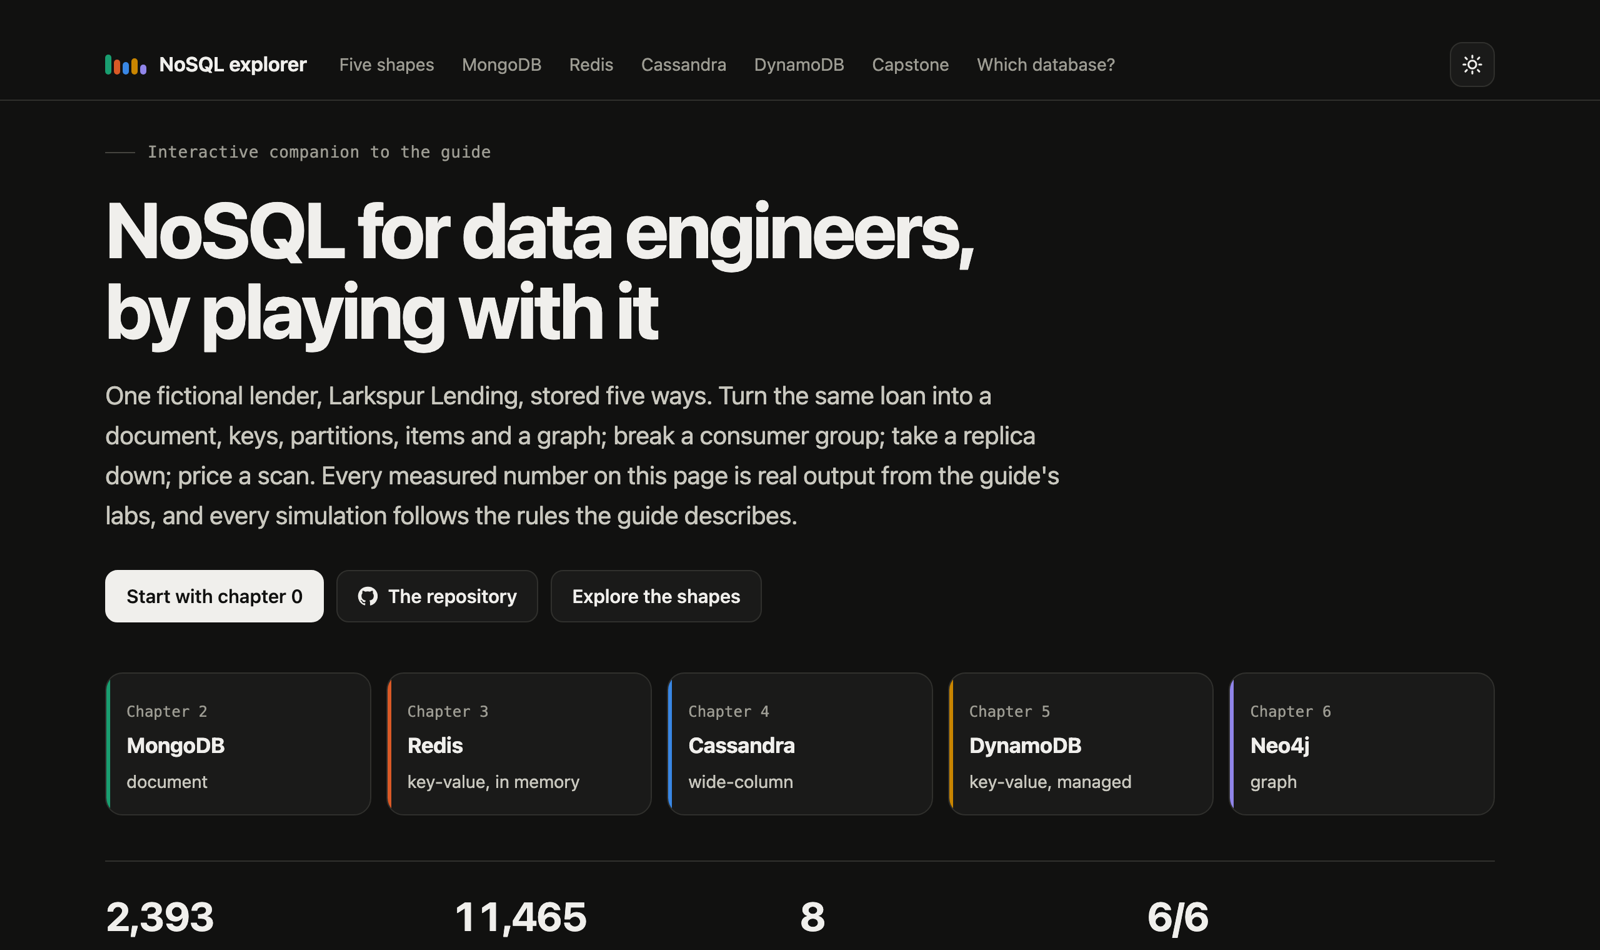 NoSQL explorer Five shapes MongoDB Redis Cassandra DynamoDB Capstone Which database?
Interactive companion to the guide
NoSQL for data engineers,
by playing with it
One fictional lender, Larkspur Lending, stored five ways. Turn the same loan into a
document, keys, partitions, items and a graph; break a consumer group; take a replica
down; price a scan. Every measured number on this page is real output from the guide's
labs, and every simulation follows the rules the guide describes.
Start with chapter 0
The repository
Explore the shapes
Chapter 2
MongoDB
document
Chapter 3
Redis
key-value, in memory
Chapter 4
Cassandra
wide-column
Chapter 5
DynamoDB
key-value, managed
Chapter 6
Neo4j
graph
2,393 11,465 8 6/6